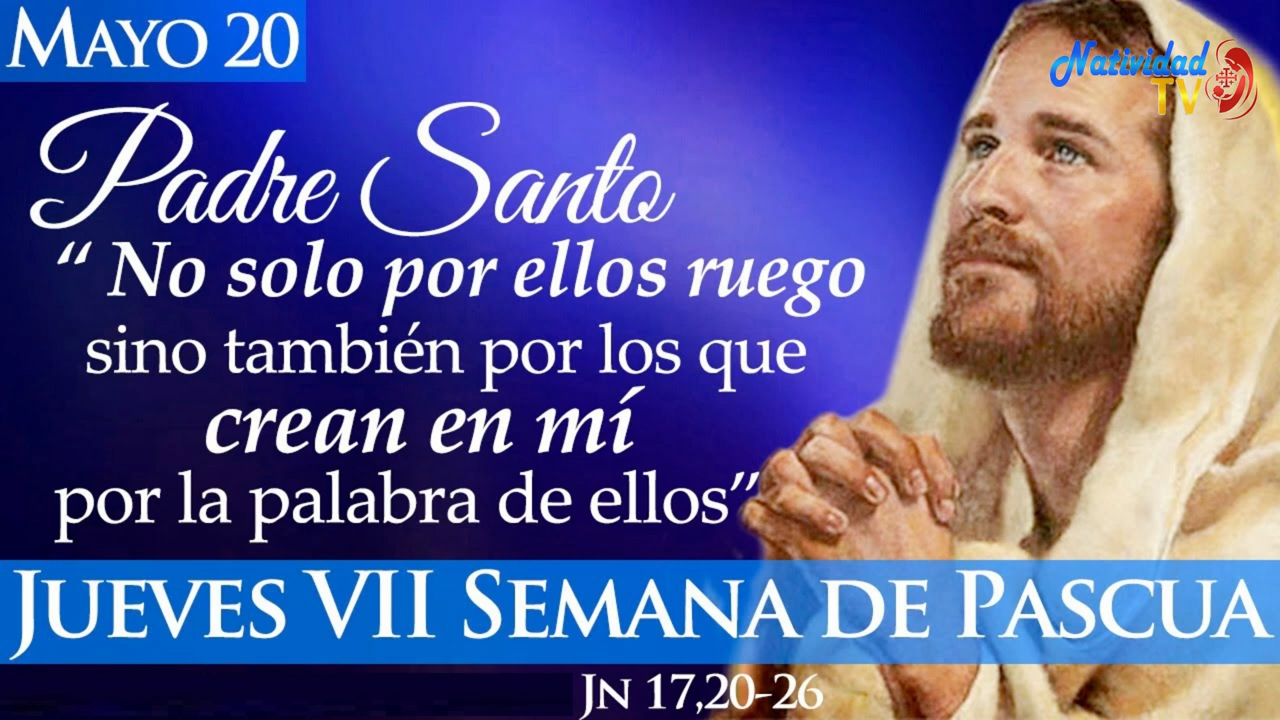 MAYO 20
Natividad
TV
Padre Santo
“ No solo por ellos ruego
sino también por los que
crean en mí
por la palabra de ellos”
JUEVES VII SEMANA DE PASCUA
JN 17,20-26